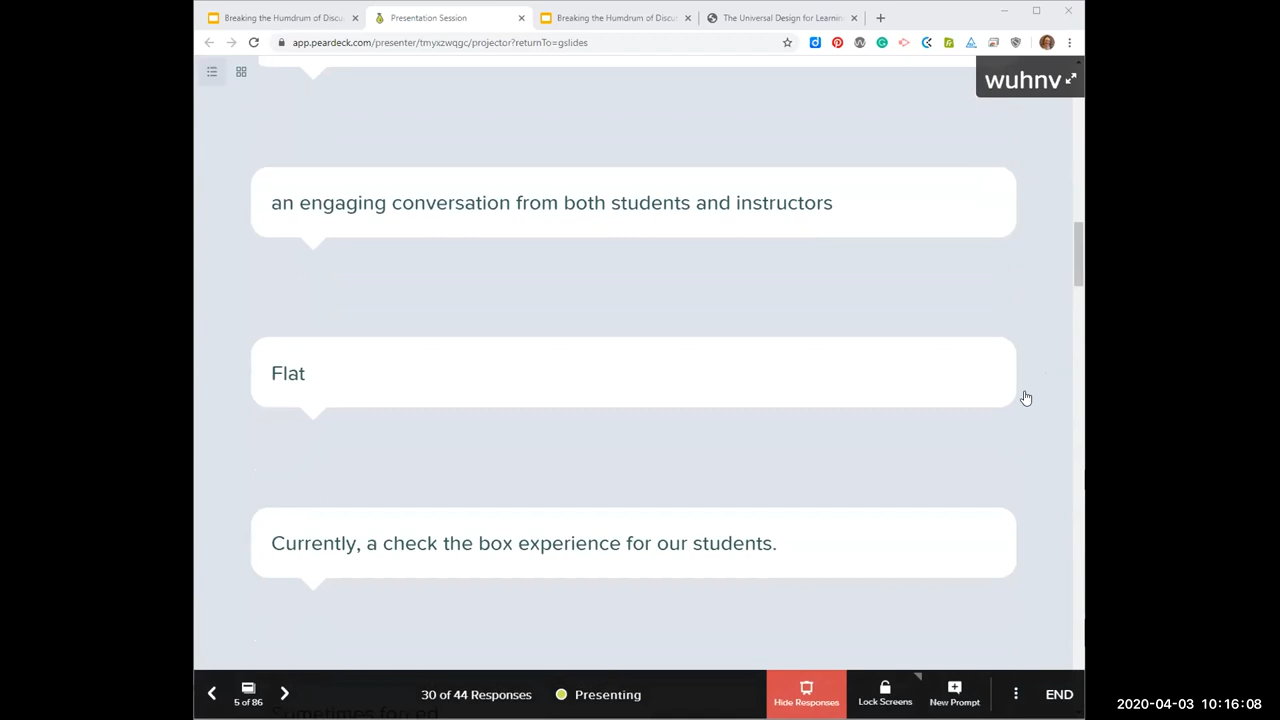 Breaking the Humdrum of Discu
Presentation Session
Breaking the Humdrum of Discu
The Universal Design for Learnin
app.peardeck.com/presenter/tmyxzwqgc/projector?returnTo=gslides
wuhnv
an engaging conversation from both students and instructors
Flat
Currently, a check the box experience for our students.
Sometimes forced
5 of 86
30 of 44 Responses
Presenting
Hide Responses
Lock Screens
New Prompt
END
2020-04-03 10:16:08